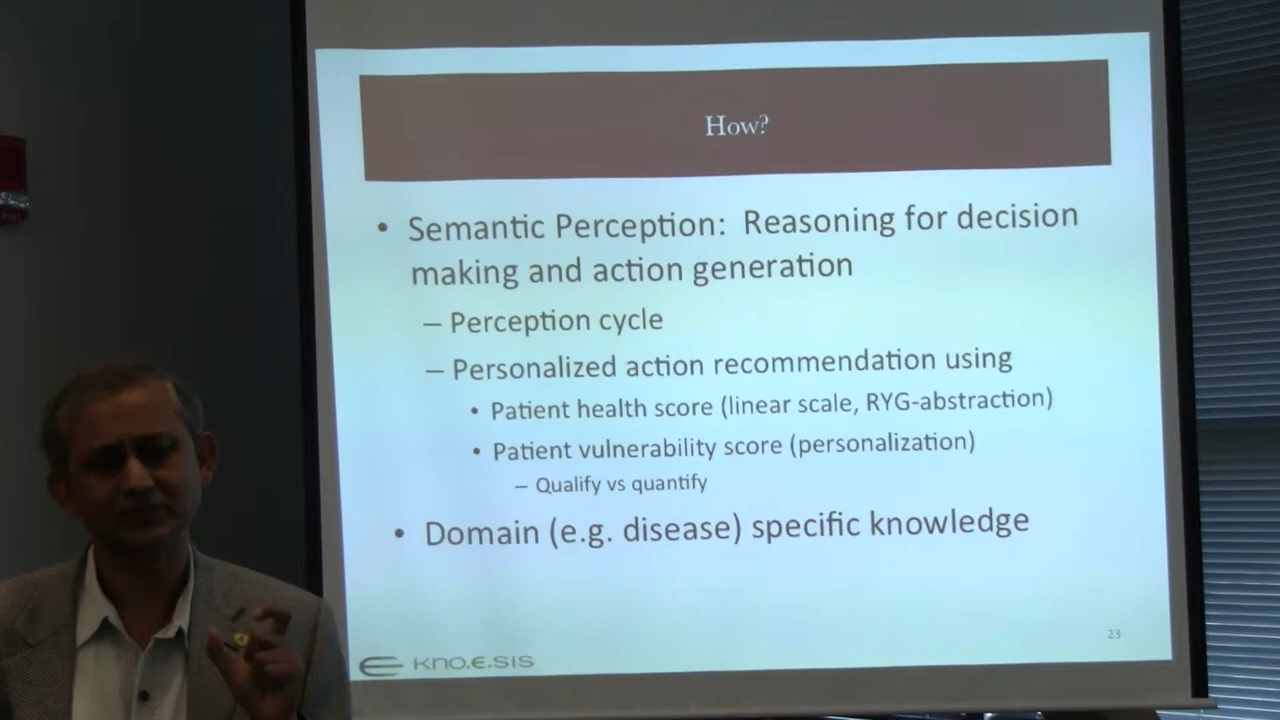 How?
• Semantic Perception: Reasoning for decision
making and action generation
– Perception cycle
– Personalized action recommendation using
• Patient health score (linear scale, RYG-abstraction)
• Patient vulnerability score (personalization)
– Qualify vs quantify
• Domain (e.g. disease) specific knowledge
23
KNO.E.SIS